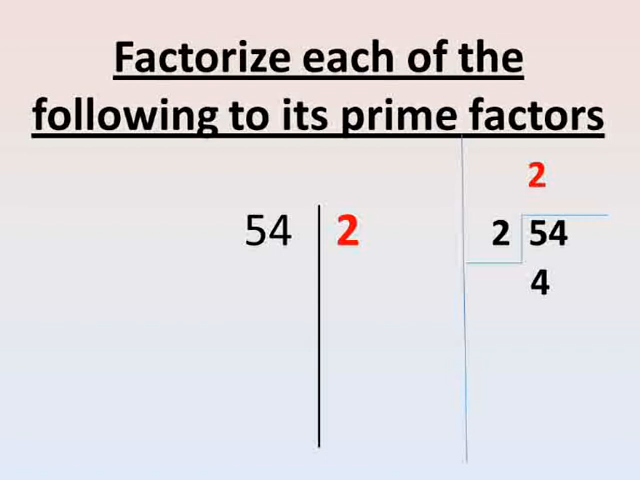 Factorize each of the
following to its prime factors
2
54 2 2 54
4